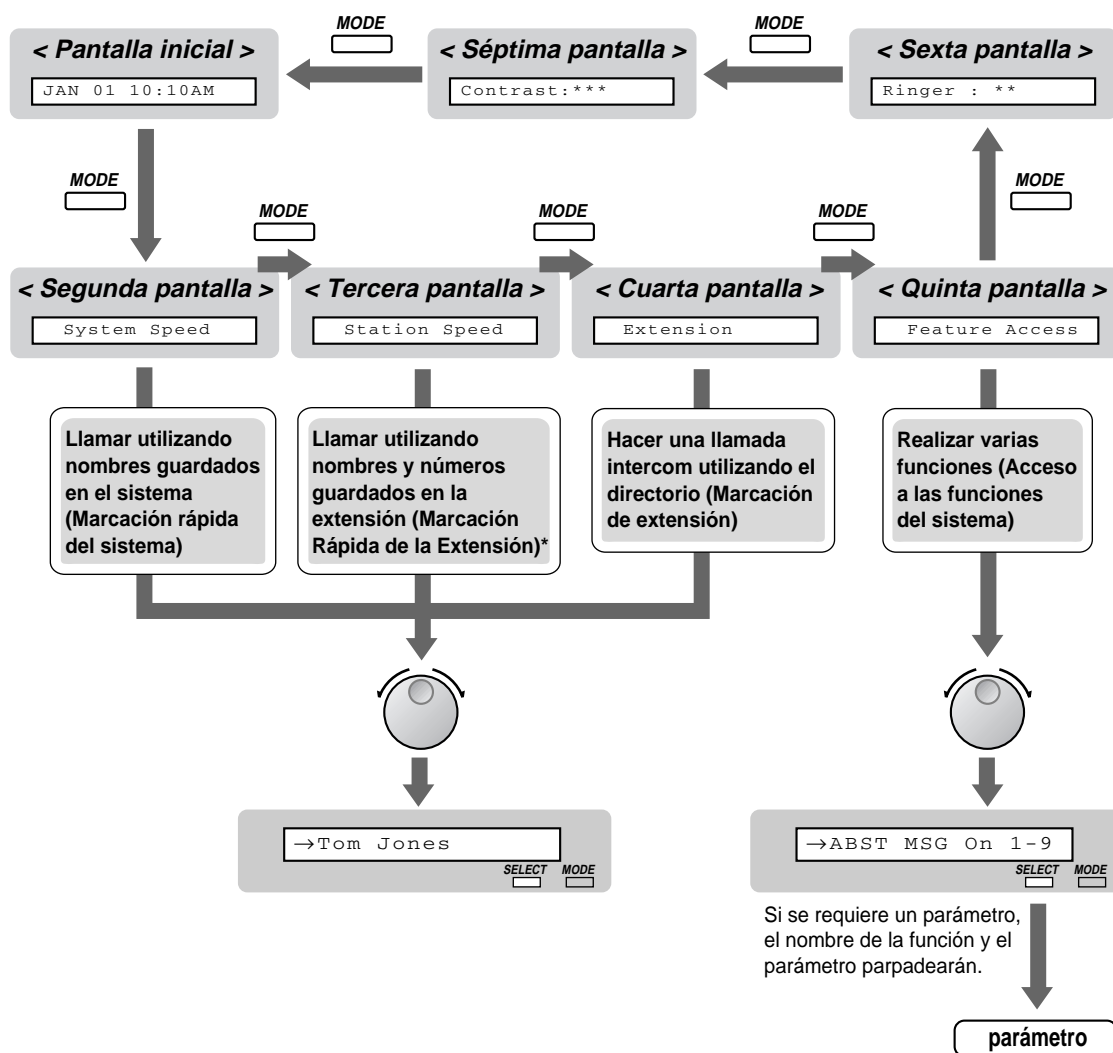 MODE
MODE
< Pantalla inicial >
< Séptima pantalla >
< Sexta pantalla >
JAN 01 10:10AM
Contrast:***
Ringer : **
MODE
MODE
MODE
MODE
MODE
< Segunda pantalla >
< Tercera pantalla >
< Cuarta pantalla >
< Quinta pantalla >
System Speed
Station Speed
Extension
Feature Access
Llamar utilizando
nombres guardados
en el sistema
(Marcación rápida
del sistema)
Llamar utilizando
nombres y números
guardados en la
extensión (Marcación
Rápida de la Extensión)*
Hacer una llamada
intercom utilizando el
directorio (Marcación
de extensión)
Realizar varias
funciones (Acceso
a las funciones
del sistema)
→Tom Jones
SELECT MODE
→ABST MSG On 1-9
SELECT MODE
Si se requiere un parámetro,
el nombre de la función y el
parámetro parpadearán.
parámetro